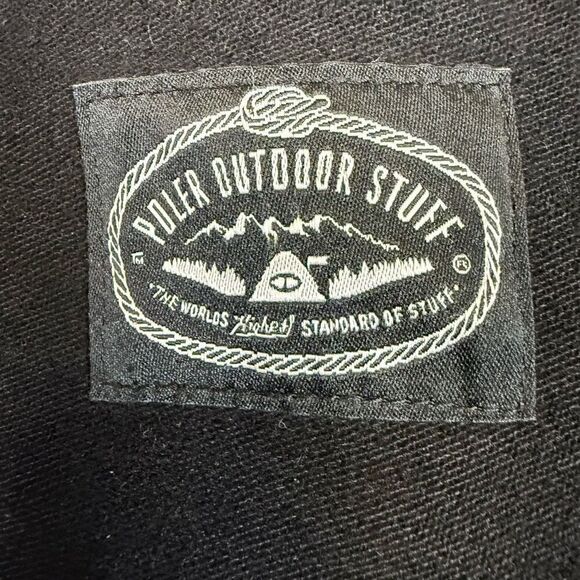 POLER OUTDOOR STUFF
®
THE WORLDS Highest STANDARD OF STUFF